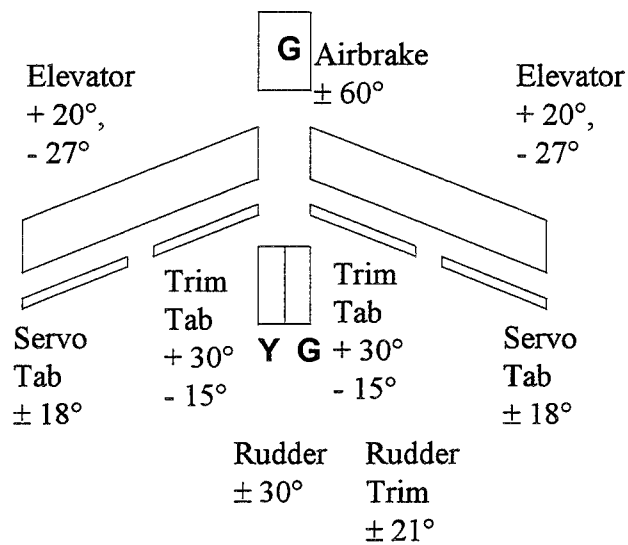 G
Airbrake
± 60°
Elevator
+ 20°,
- 27°
Elevator
+ 20°,
- 27°
Trim
Tab
+ 30°
- 15°
Y G
Trim
Tab
+ 30°
- 15°
Servo
Tab
± 18°
Servo
Tab
± 18°
Rudder
± 30°
Rudder
Trim
± 21°